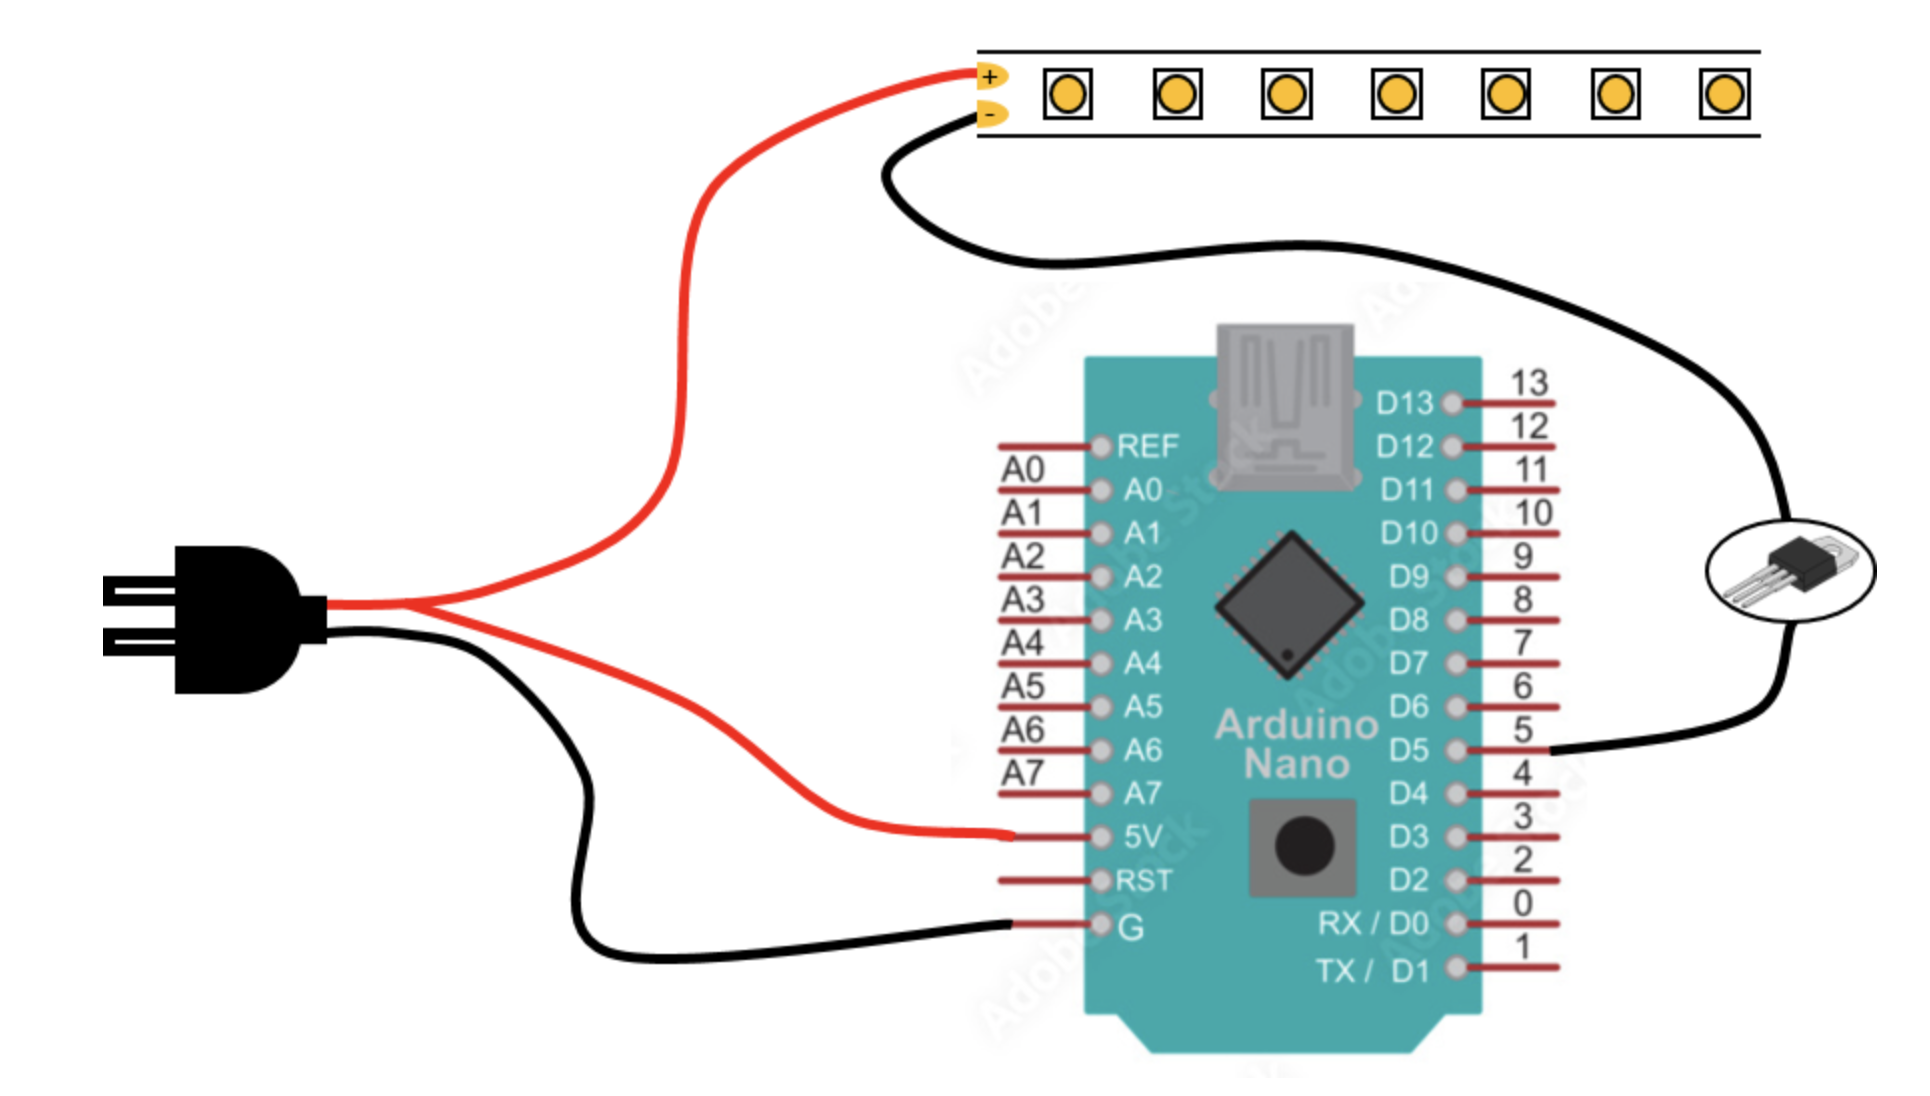 +
-
REF
A0
A0
A1
A1
A2
A2
A3
A3
A4
A4
A5
A5
A6
A6
A7
A7
5V
RST
G
D13 13
D12 12
D11 11
D10 10
D9 9
D8 8
D7 7
D6 6
D5 5
D4 4
D3 3
D2 2
RX / D0 0
TX / D1 1
Arduino
Nano
Adobe Stock